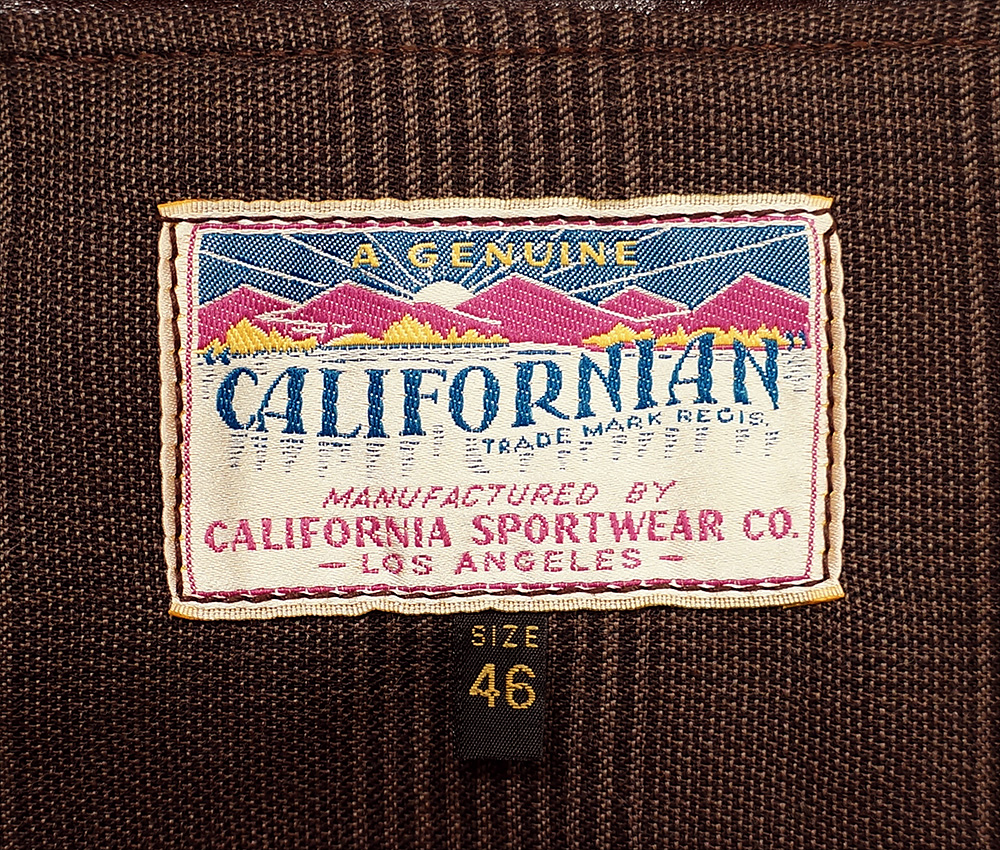 A GENUINE
"CALIFORNIAN"
TRADE MARK REGIS.
MANUFACTURED BY
CALIFORNIA SPORTWEAR CO.
- LOS ANGELES -
SIZE
46